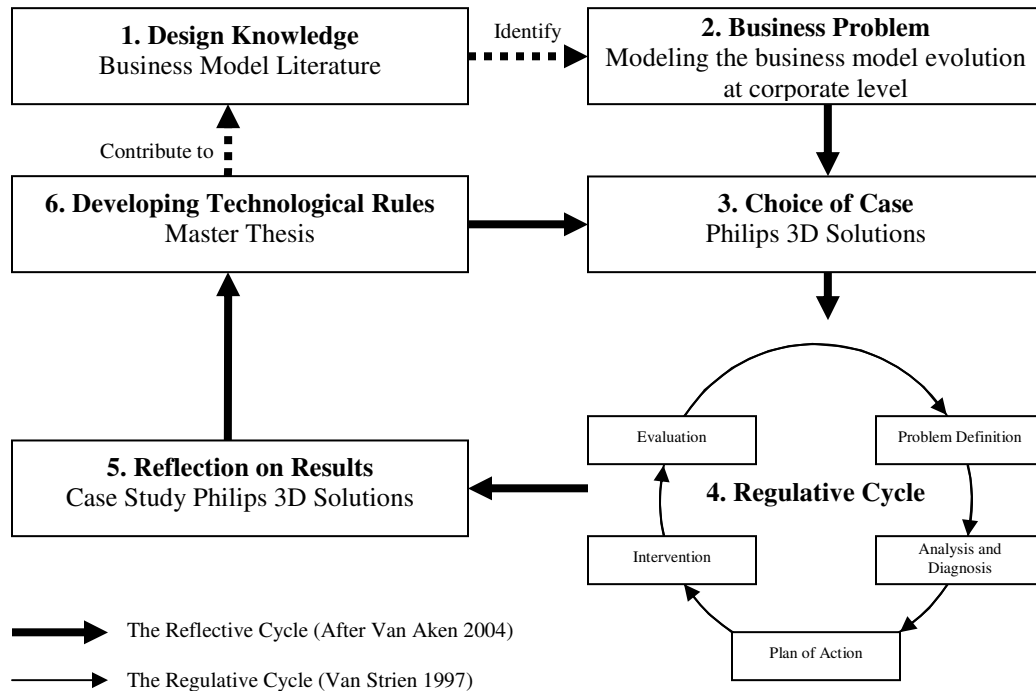 1. Design Knowledge
Business Model Literature
Identify
2. Business Problem
Modeling the business model evolution
at corporate level
Contribute to
6. Developing Technological Rules
Master Thesis
3. Choice of Case
Philips 3D Solutions
Evaluation
Problem Definition
5. Reflection on Results
Case Study Philips 3D Solutions
4. Regulative Cycle
Intervention
Analysis and
Diagnosis
Plan of Action
The Reflective Cycle (After Van Aken 2004)
The Regulative Cycle (Van Strien 1997)